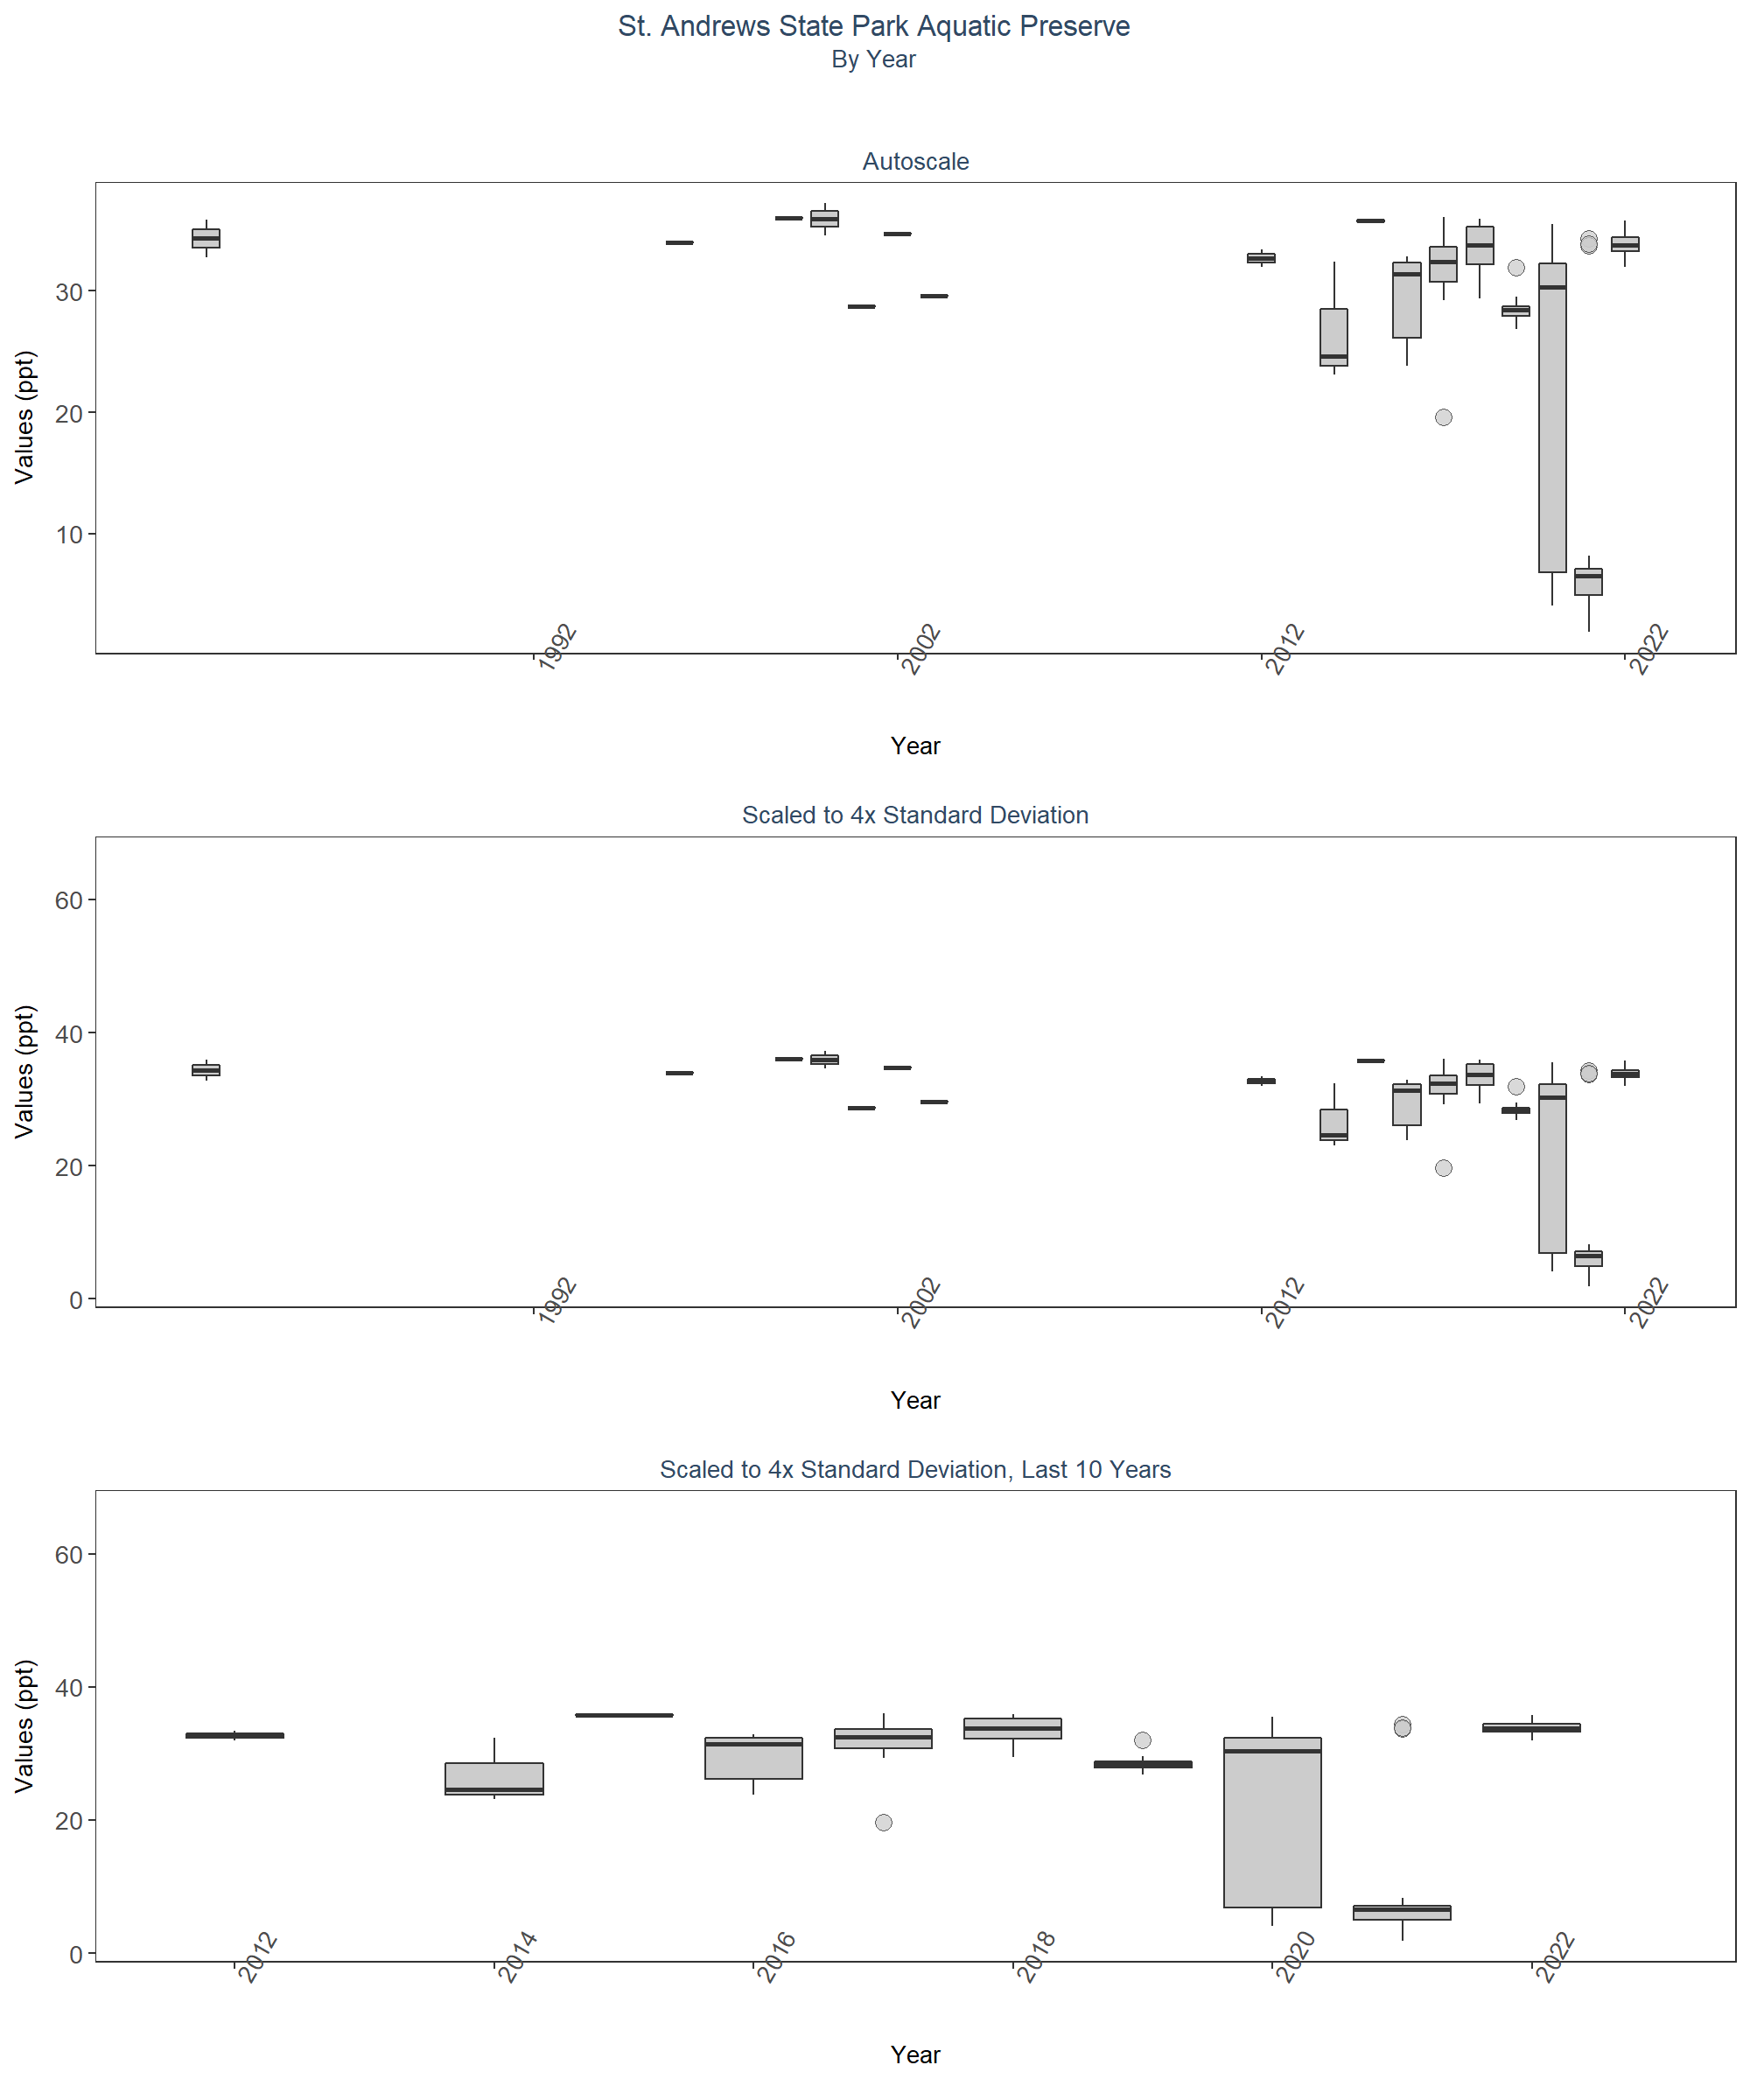 St. Andrews State Park Aquatic Preserve
By Year
Autoscale
Values (ppt)
30
20
10
1992
2002
2012
2022
Year
Scaled to 4x Standard Deviation
Values (ppt)
60
40
20
0
1992
2002
2012
2022
Year
Scaled to 4x Standard Deviation, Last 10 Years
Values (ppt)
60
40
20
0
2012
2014
2016
2018
2020
2022
Year